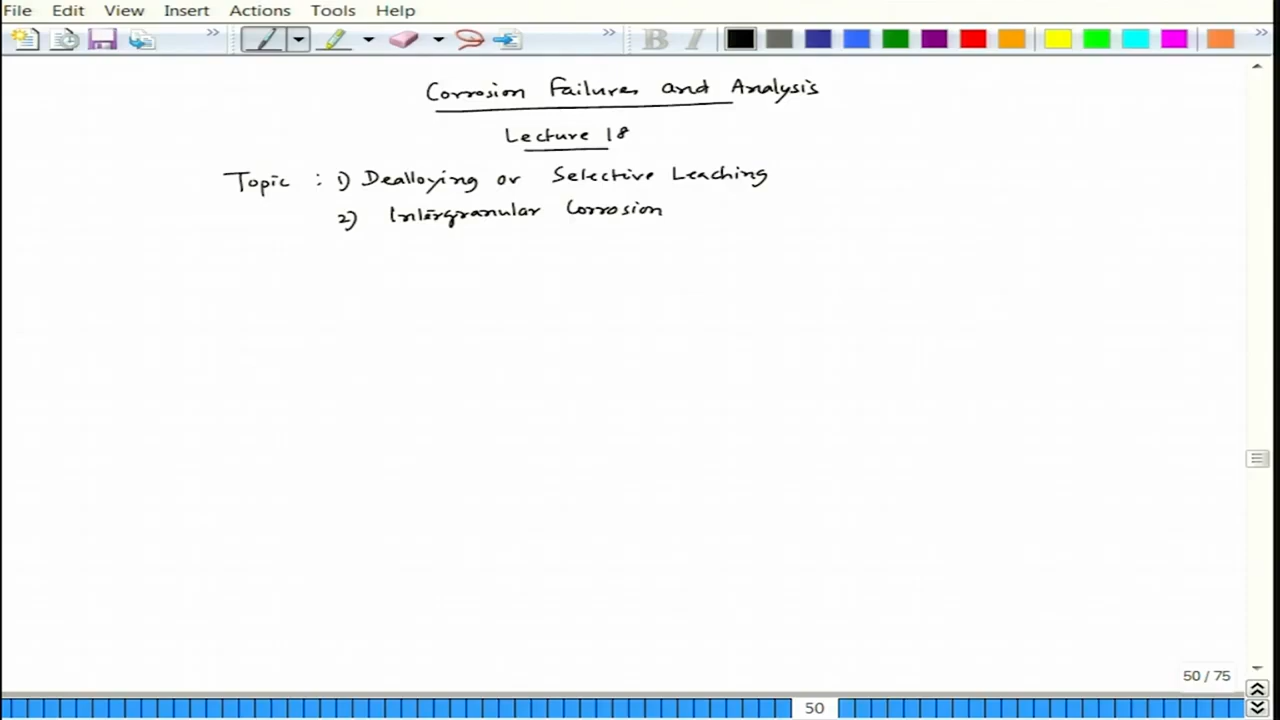 File Edit View Insert Actions Tools Help
B I
Corrosion Failures and Analysis
Lecture 18
Topic : 1) Dealloying or Selective Leaching
2) Intergranular Corrosion
50 / 75
50